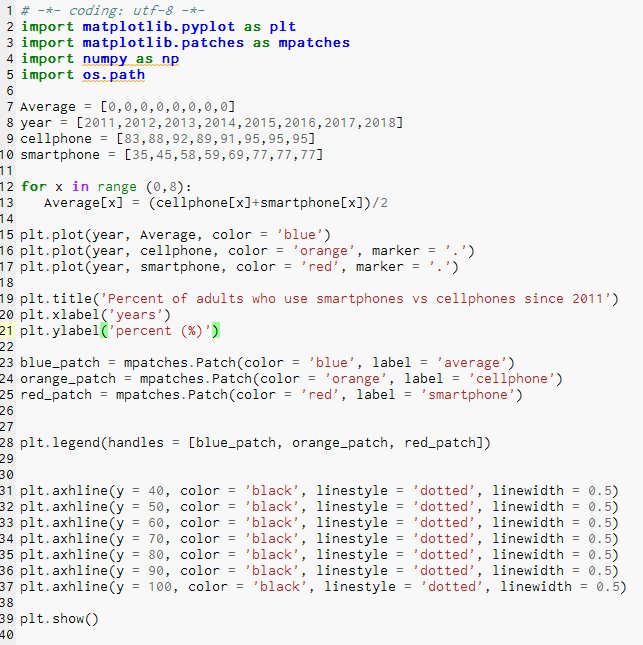 1 # -*- coding: utf-8 -*-
2 import matplotlib.pyplot as plt
3 import matplotlib.patches as mpatches
4 import numpy as np
5 import os.path
6
7 Average = [0,0,0,0,0,0,0,0]
8 year = [2011,2012,2013,2014,2015,2016,2017,2018]
9 cellphone = [83,88,92,89,91,95,95,95]
10 smartphone = [35,45,58,59,69,77,77,77]
11
12 for x in range (0,8):
13    Average[x] = (cellphone[x]+smartphone[x])/2
14
15 plt.plot(year, Average, color = 'blue')
16 plt.plot(year, cellphone, color = 'orange', marker = '.')
17 plt.plot(year, smartphone, color = 'red', marker = '.')
18
19 plt.title('Percent of adults who use smartphones vs cellphones since 2011')
20 plt.xlabel('years')
21 plt.ylabel('percent (%)')
22
23 blue_patch = mpatches.Patch(color = 'blue', label = 'average')
24 orange_patch = mpatches.Patch(color = 'orange', label = 'cellphone')
25 red_patch = mpatches.Patch(color = 'red', label = 'smartphone')
26
27
28 plt.legend(handles = [blue_patch, orange_patch, red_patch])
29
30
31 plt.axhline(y = 40, color = 'black', linestyle = 'dotted', linewidth = 0.5)
32 plt.axhline(y = 50, color = 'black', linestyle = 'dotted', linewidth = 0.5)
33 plt.axhline(y = 60, color = 'black', linestyle = 'dotted', linewidth = 0.5)
34 plt.axhline(y = 70, color = 'black', linestyle = 'dotted', linewidth = 0.5)
35 plt.axhline(y = 80, color = 'black', linestyle = 'dotted', linewidth = 0.5)
36 plt.axhline(y = 90, color = 'black', linestyle = 'dotted', linewidth = 0.5)
37 plt.axhline(y = 100, color = 'black', linestyle = 'dotted', linewidth = 0.5)
38
39 plt.show()
40